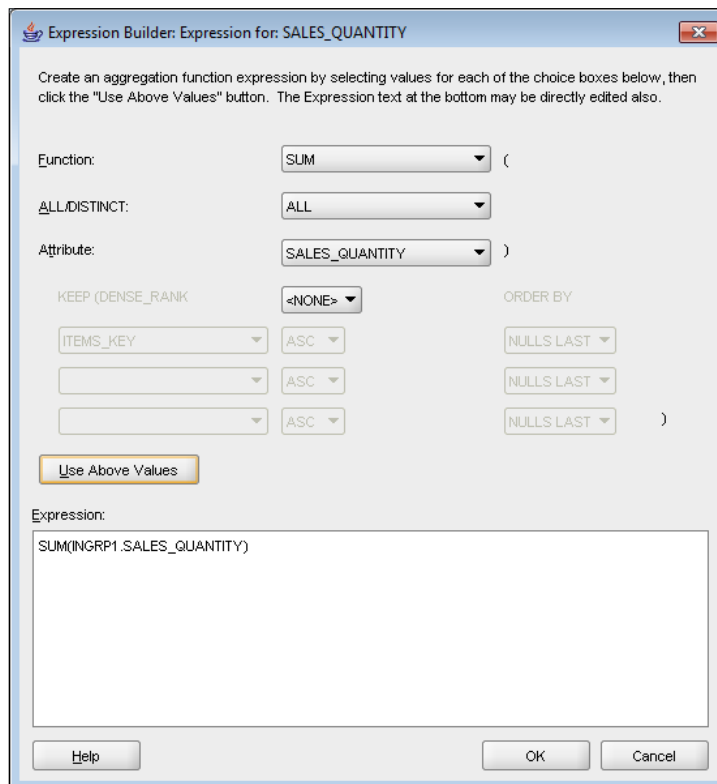 Expression Builder: Expression for: SALES_QUANTITY
Create an aggregation function expression by selecting values for each of the choice boxes below, then
click the "Use Above Values" button. The Expression text at the bottom may be directly edited also.
Function: SUM (
ALL/DISTINCT: ALL
Attribute: SALES_QUANTITY )
KEEP (DENSE_RANK <NONE> ORDER BY
ITEMS_KEY ASC NULLS LAST
ASC NULLS LAST
ASC NULLS LAST )
Use Above Values
Expression:
SUM(INGRP1.SALES_QUANTITY)
Help OK Cancel